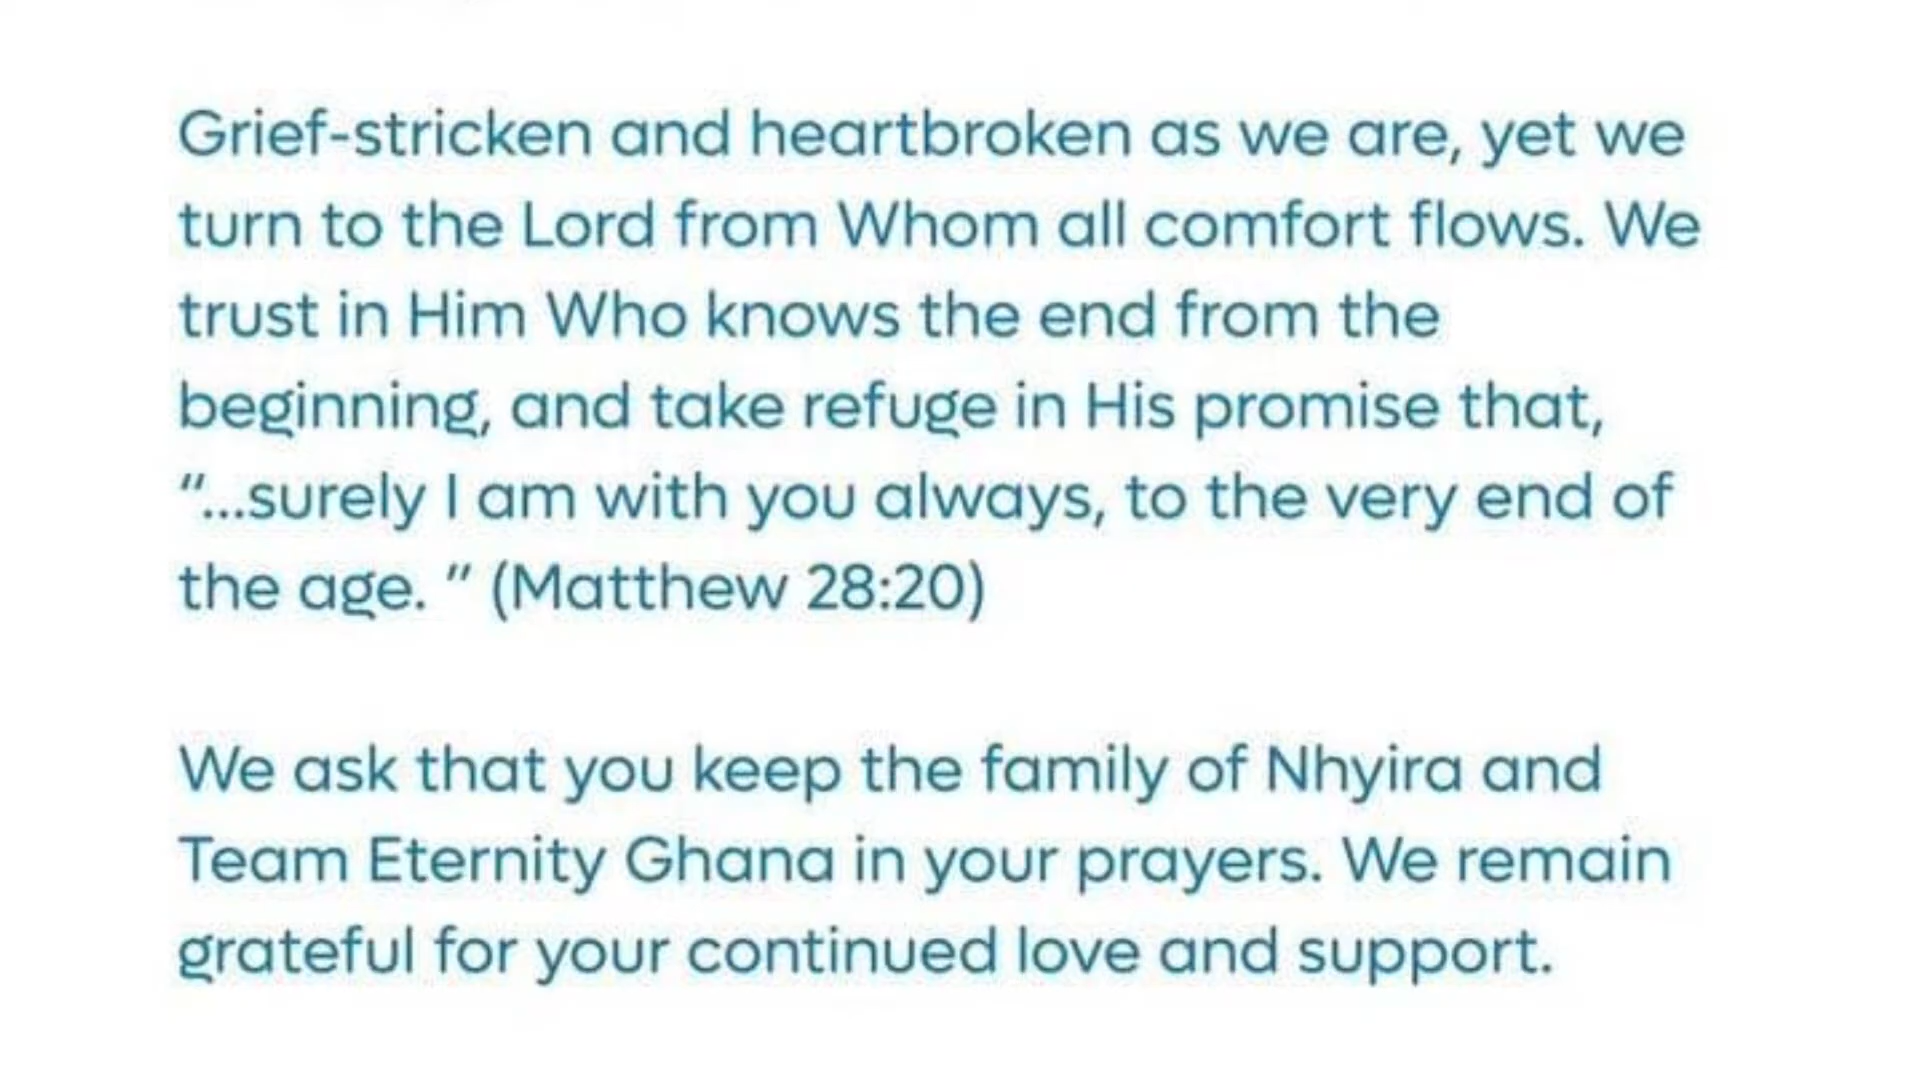 Grief-stricken and heartbroken as we are, yet we
turn to the Lord from Whom all comfort flows. We
trust in Him Who knows the end from the
beginning, and take refuge in His promise that,
"...surely I am with you always, to the very end of
the age. " (Matthew 28:20)
We ask that you keep the family of Nhyira and
Team Eternity Ghana in your prayers. We remain
grateful for your continued love and support.